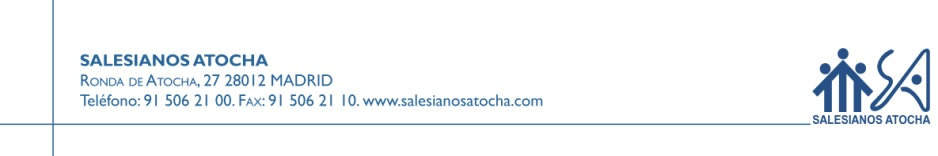 SALESIANOS ATOCHA
RONDA DE ATOCHA, 27 28012 MADRID
Teléfono: 91 506 21 00. FAX: 91 506 21 10. www.salesianosatocha.com
SA
SALESIANOS ATOCHA